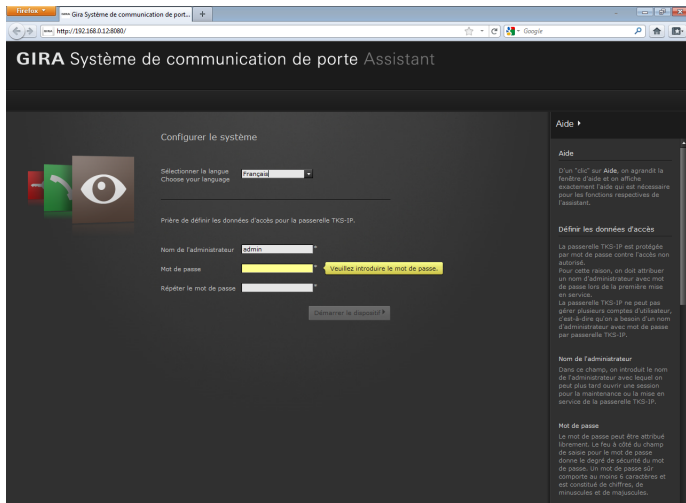 Firefox
Gira Système de communication de port...
http://192.168.0.12:8080/
Google
GIRA Système de communication de porte Assistant
Configurer le système
Sélectionner la langue
Choose your language
Français
Prière de définir les données d'accès pour la passerelle TKS-IP.
Nom de l'administrateur
admin
*
Mot de passe
*
Veuillez introduire le mot de passe.
Répéter le mot de passe
*
Démarrer le dispositif
Aide
Aide
D'un "clic" sur Aide, on agrandit la
fenêtre d'aide et on affiche
exactement l'aide qui est nécessaire
pour les fonctions respectives de
l'assistant.
Définir les données d'accès
La passerelle TKS-IP est protégée
par mot de passe contre l'accès non
autorisé.
Pour cette raison, on doit attribuer
un nom d'administrateur avec mot
de passe lors de la première mise
en service.
La passerelle TKS-IP ne peut pas
gérer plusieurs comptes d'utilisateur,
c'est-à-dire qu'on a besoin d'un nom
d'administrateur avec mot de passe
par passerelle TKS-IP.
Nom de l'administrateur
Dans ce champ, on introduit le nom
de l'administrateur avec lequel on
peut plus tard ouvrir une session
pour la maintenance ou la mise en
service de la passerelle TKS-IP.
Mot de passe
Le mot de passe peut être attribué
librement. Le feu à côté du champ
de saisie pour le mot de passe
donne le degré de sécurité du mot
de passe. Un mot de passe sûr
comporte au moins 6 caractères et
est constitué de chiffres, de
minuscules et de majuscules.